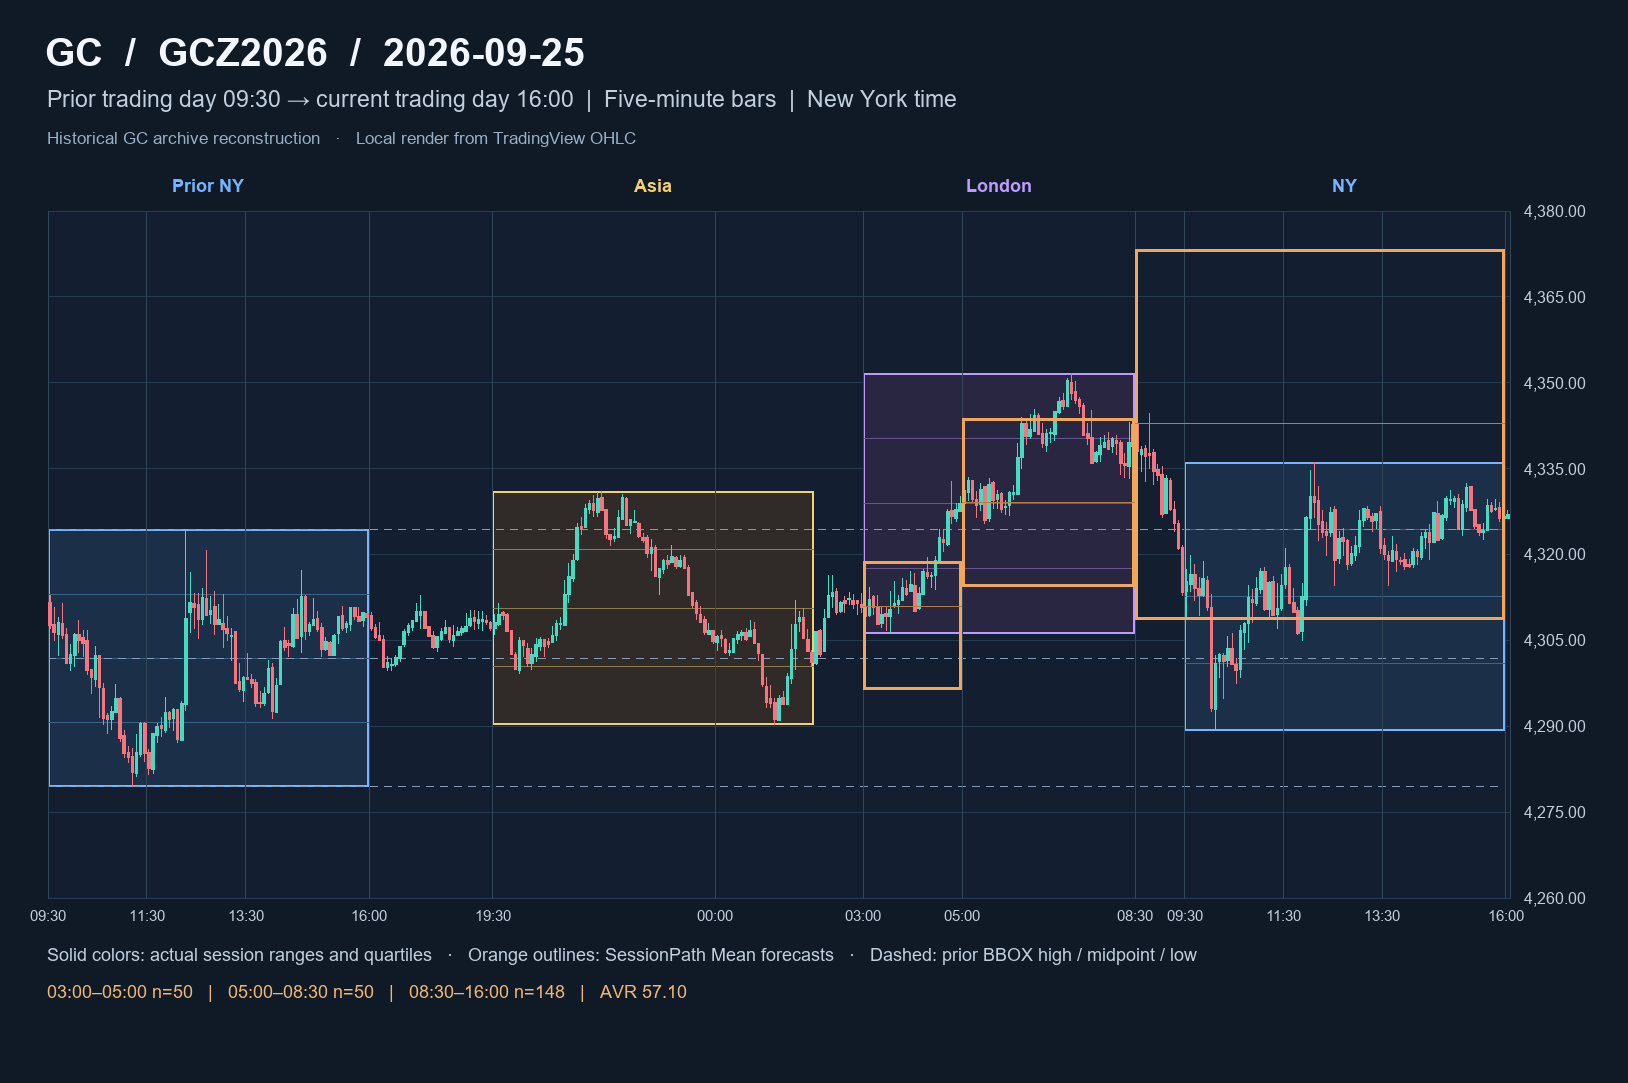 GC / GCZ2026 / 2026-09-25
Prior trading day 09:30 → current trading day 16:00 | Five-minute bars | New York time
Historical GC archive reconstruction · Local render from TradingView OHLC
Prior NY Asia London NY
4,380.00
4,365.00
4,350.00
4,335.00
4,320.00
4,305.00
4,290.00
4,275.00
4,260.00
09:30 11:30 13:30 16:00 19:30 00:00 03:00 05:00 08:30 09:30 11:30 13:30 16:00
Solid colors: actual session ranges and quartiles · Orange outlines: SessionPath Mean forecasts · Dashed: prior BBOX high / midpoint / low
03:00–05:00 n=50 | 05:00–08:30 n=50 | 08:30–16:00 n=148 | AVR 57.10